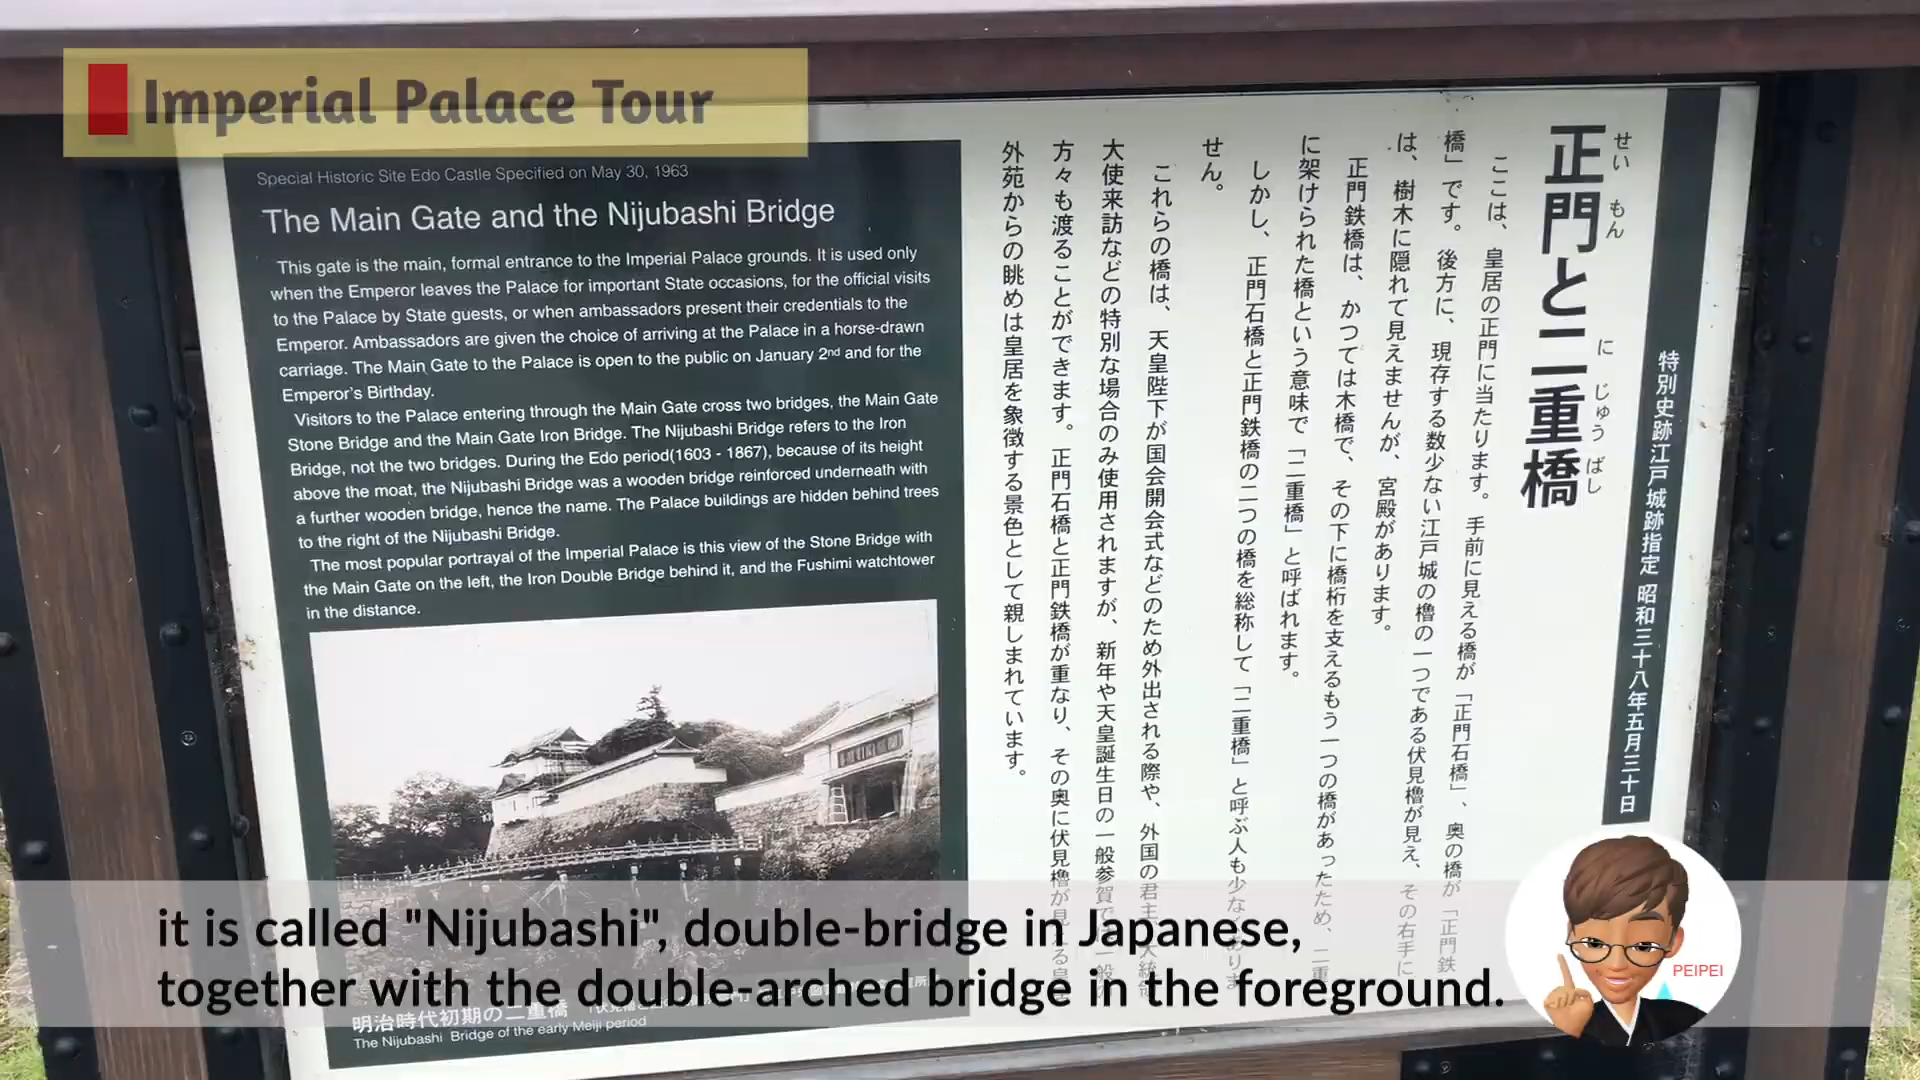 Imperial Palace Tour
Special Historic Site Edo Castle Specified on May 30, 1963
The Main Gate and the Nijubashi Bridge
This gate is the main, formal entrance to the Imperial Palace grounds. It is used only
when the Emperor leaves the Palace for important State occasions, for the official visits
to the Palace by State guests, or when ambassadors present their credentials to the
Emperor. Ambassadors are given the choice of arriving at the Palace in a horse-drawn
carriage. The Main Gate to the Palace is open to the public on January 2nd and for the
Emperor's Birthday.
Visitors to the Palace entering through the Main Gate cross two bridges, the Main Gate
Stone Bridge and the Main Gate Iron Bridge. The Nijubashi Bridge refers to the Iron
Bridge, not the two bridges. During the Edo period(1603 - 1867), because of its height
above the moat, the Nijubashi Bridge was a wooden bridge reinforced underneath with
a further wooden bridge, hence the name. The Palace buildings are hidden behind trees
to the right of the Nijubashi Bridge.
The most popular portrayal of the Imperial Palace is this view of the Stone Bridge with
the Main Gate on the left, the Iron Double Bridge behind it, and the Fushimi watchtower
in the distance.
明治時代初期の二重橋
The Nijubashi Bridge of the early Meiji period
特別史跡江戸城跡指定 昭和三十八年五月三十日
せいもん にじゅうばし
正門と二重橋
ここは、皇居の正門に当たります。手前に見える橋が「正門石橋」、奥の橋が「正門鉄
橋」です。後方に、現存する数少ない江戸城の櫓の一つである伏見櫓が見え、その右手に
は、樹木に隠れて見えませんが、宮殿があります。
正門鉄橋は、かつては木橋で、その下に橋桁を支えるもう一つの橋があったため、二重
に架けられた橋という意味で「二重橋」と呼ばれます。
しかし、正門石橋と正門鉄橋の二つの橋を総称して「二重橋」と呼ぶ人も少なくありま
せん。
これらの橋は、天皇陛下が国会開会式などのため外出される際や、外国の君主、大統領
大使来訪などの特別な場合のみ使用されますが、新年や天皇誕生日の一般参賀では一般の
方々も渡ることができます。正門石橋と正門鉄橋が重なり、その奥に伏見櫓が見える皇居
外苑からの眺めは皇居を象徴する景色として親しまれています。
it is called "Nijubashi", double-bridge in Japanese,
together with the double-arched bridge in the foreground.
PEIPEI